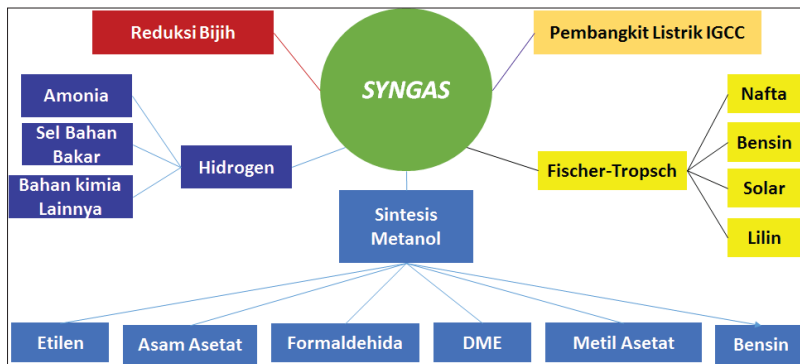 Reduksi Bijih
SYNGAS
Pembangkit Listrik IGCC
Amonia
Sel Bahan
Bakar
Bahan kimia
Lainnya
Hidrogen
Fischer-Tropsch
Nafta
Bensin
Solar
Lilin
Sintesis
Metanol
Etilen
Asam Asetat
Formaldehida
DME
Metil Asetat
Bensin